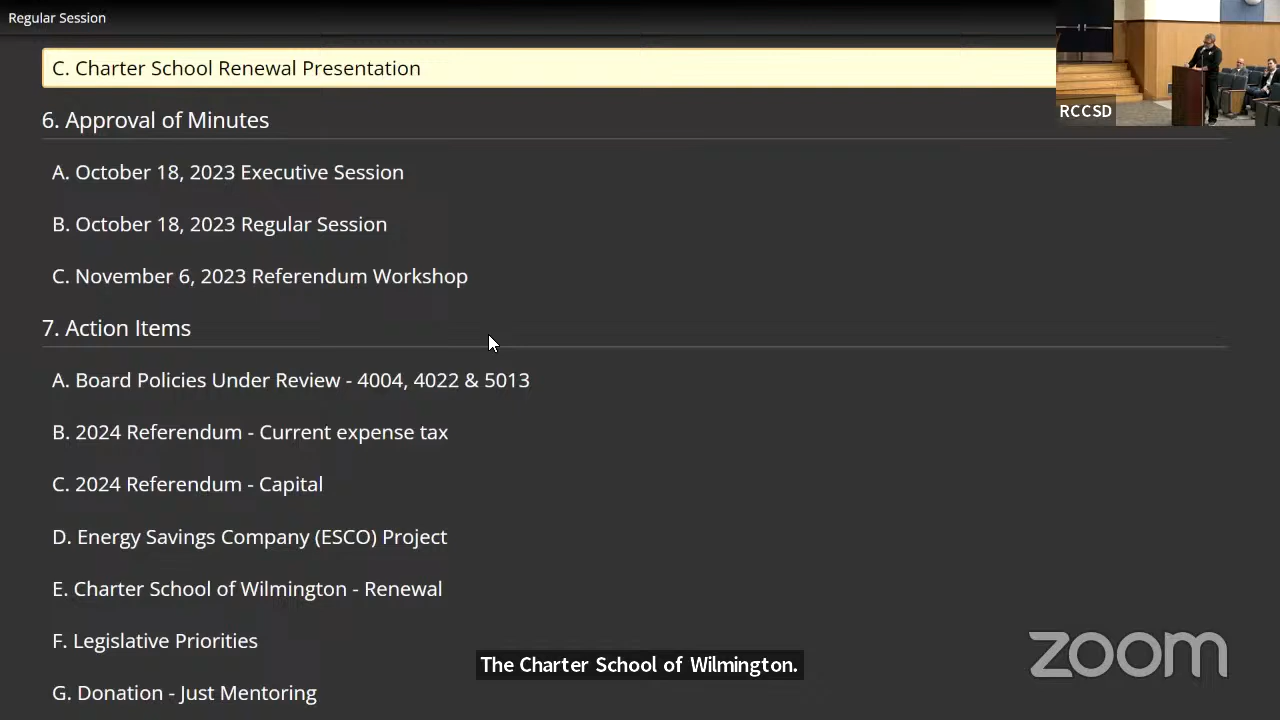 Regular Session
C. Charter School Renewal Presentation
RCCSD
6. Approval of Minutes
A. October 18, 2023 Executive Session
B. October 18, 2023 Regular Session
C. November 6, 2023 Referendum Workshop
7. Action Items
A. Board Policies Under Review - 4004, 4022 & 5013
B. 2024 Referendum - Current expense tax
C. 2024 Referendum - Capital
D. Energy Savings Company (ESCO) Project
E. Charter School of Wilmington - Renewal
F. Legislative Priorities
The Charter School of Wilmington.
zoom
G. Donation - Just Mentoring